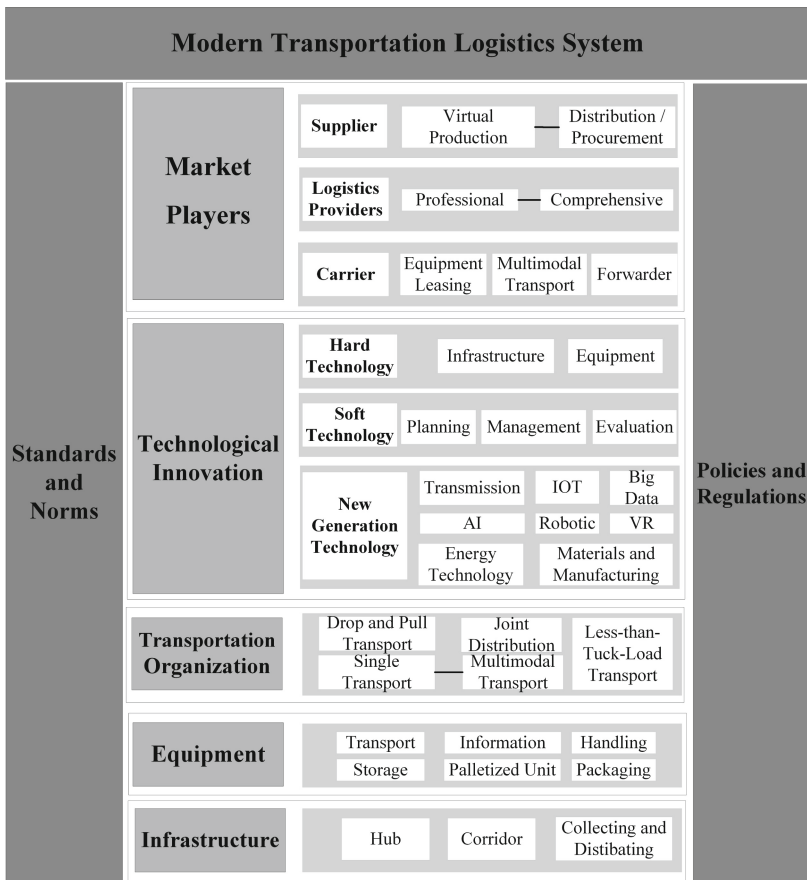 Modern Transportation Logistics System
Standards
and
Norms
Market
Players
Supplier
Virtual
Production
Distribution /
Procurement
Logistics
Providers
Professional
Comprehensive
Carrier
Equipment
Leasing
Multimodal
Transport
Forwarder
Technological
Innovation
Hard
Technology
Infrastructure
Equipment
Soft
Technology
Planning
Management
Evaluation
New
Generation
Technology
Transmission
IOT
Big
Data
AI
Robotic
VR
Energy
Technology
Materials and
Manufacturing
Transportation
Organization
Drop and Pull
Transport
Joint
Distribution
Less-than-
Tuck-Load
Transport
Single
Transport
Multimodal
Transport
Equipment
Transport
Information
Handling
Storage
Palletized Unit
Packaging
Infrastructure
Hub
Corridor
Collecting and
Distibating
Policies and
Regulations